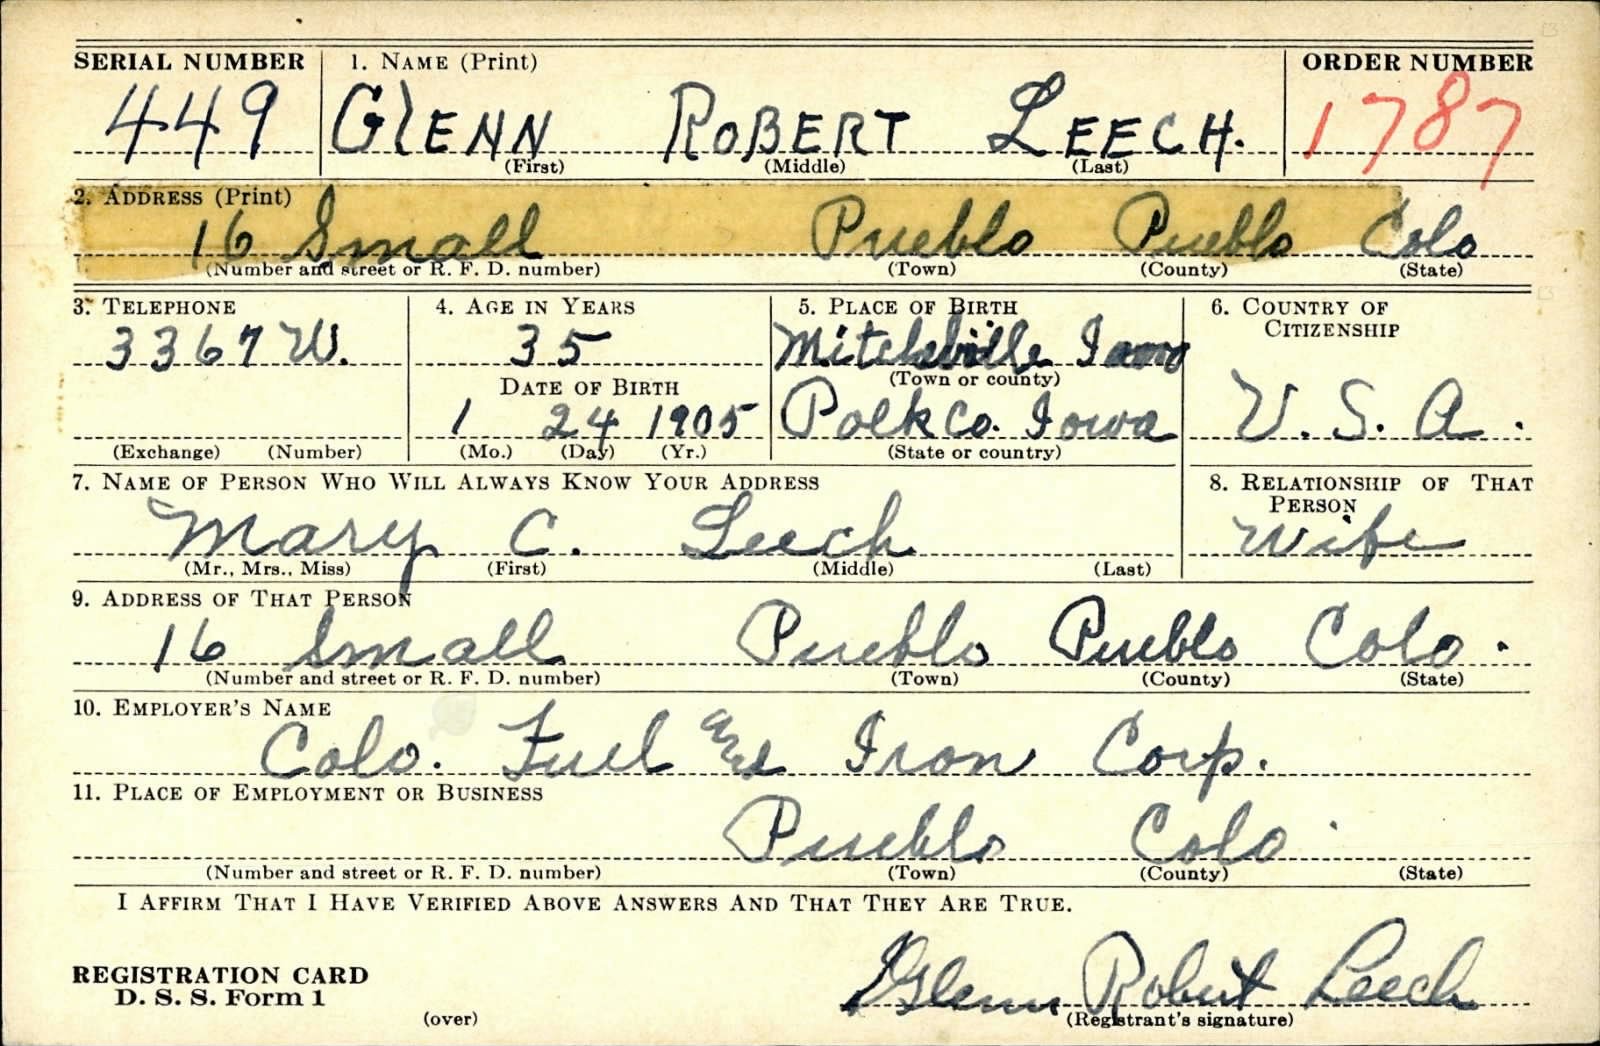 SERIAL NUMBER 1. NAME (Print) ORDER NUMBER
449 GLENN ROBERT LEECH. 1787
(First) (Middle) (Last)
2. ADDRESS (Print)
16 Small Pueblo Pueblo Colo
(Number and street or R. F. D. number) (Town) (County) (State)
3. TELEPHONE 4. AGE IN YEARS 5. PLACE OF BIRTH 6. COUNTRY OF
CITIZENSHIP
3367 W. 35 Mitchellville
DATE OF BIRTH (Town or county)
1 24 1905 Polk Co. Iowa U. S. A.
(Exchange) (Number) (Mo.) (Day) (Yr.) (State or country)
7. NAME OF PERSON WHO WILL ALWAYS KNOW YOUR ADDRESS 8. RELATIONSHIP OF THAT
PERSON
Mary C. Leech Wife
(Mr., Mrs., Miss) (First) (Middle) (Last)
9. ADDRESS OF THAT PERSON
16 Small Pueblo Pueblo Colo.
(Number and street or R. F. D. number) (Town) (County) (State)
10. EMPLOYER'S NAME
Colo. Fuel and Iron Corp.
11. PLACE OF EMPLOYMENT OR BUSINESS
Pueblo Colo.
(Number and street or R. F. D. number) (Town) (County) (State)
I AFFIRM THAT I HAVE VERIFIED ABOVE ANSWERS AND THAT THEY ARE TRUE.
REGISTRATION CARD
D. S. S. Form 1 Glenn Robert Leech
(over) (Registrant's signature)